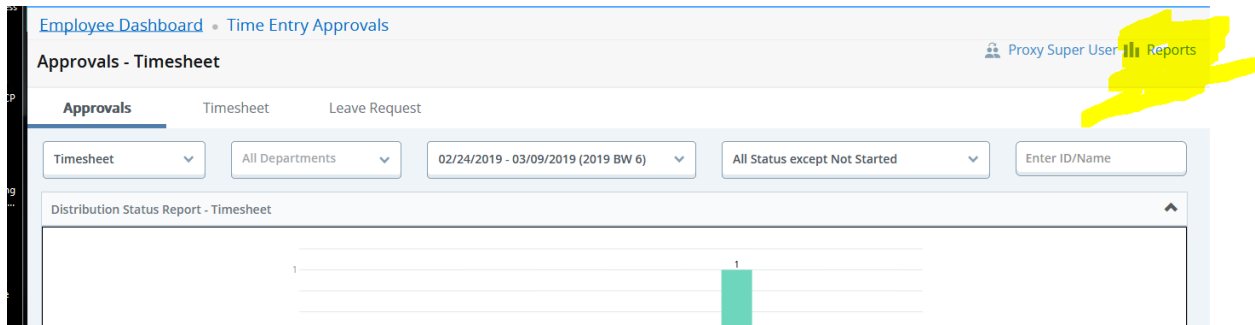 Employee Dashboard • Time Entry Approvals
Approvals - Timesheet
Proxy Super User Reports
Approvals Timesheet Leave Request
Timesheet All Departments 02/24/2019 - 03/09/2019 (2019 BW 6) All Status except Not Started Enter ID/Name
Distribution Status Report - Timesheet
1
1